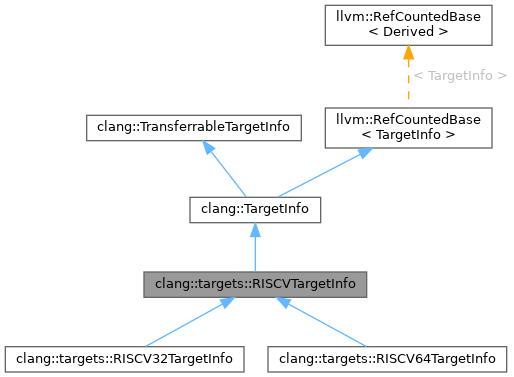 llvm::RefCountedBase
< Derived >
< TargetInfo >
clang::TransferrableTargetInfo
llvm::RefCountedBase
< TargetInfo >
clang::TargetInfo
clang::targets::RISCVTargetInfo
clang::targets::RISCV32TargetInfo
clang::targets::RISCV64TargetInfo